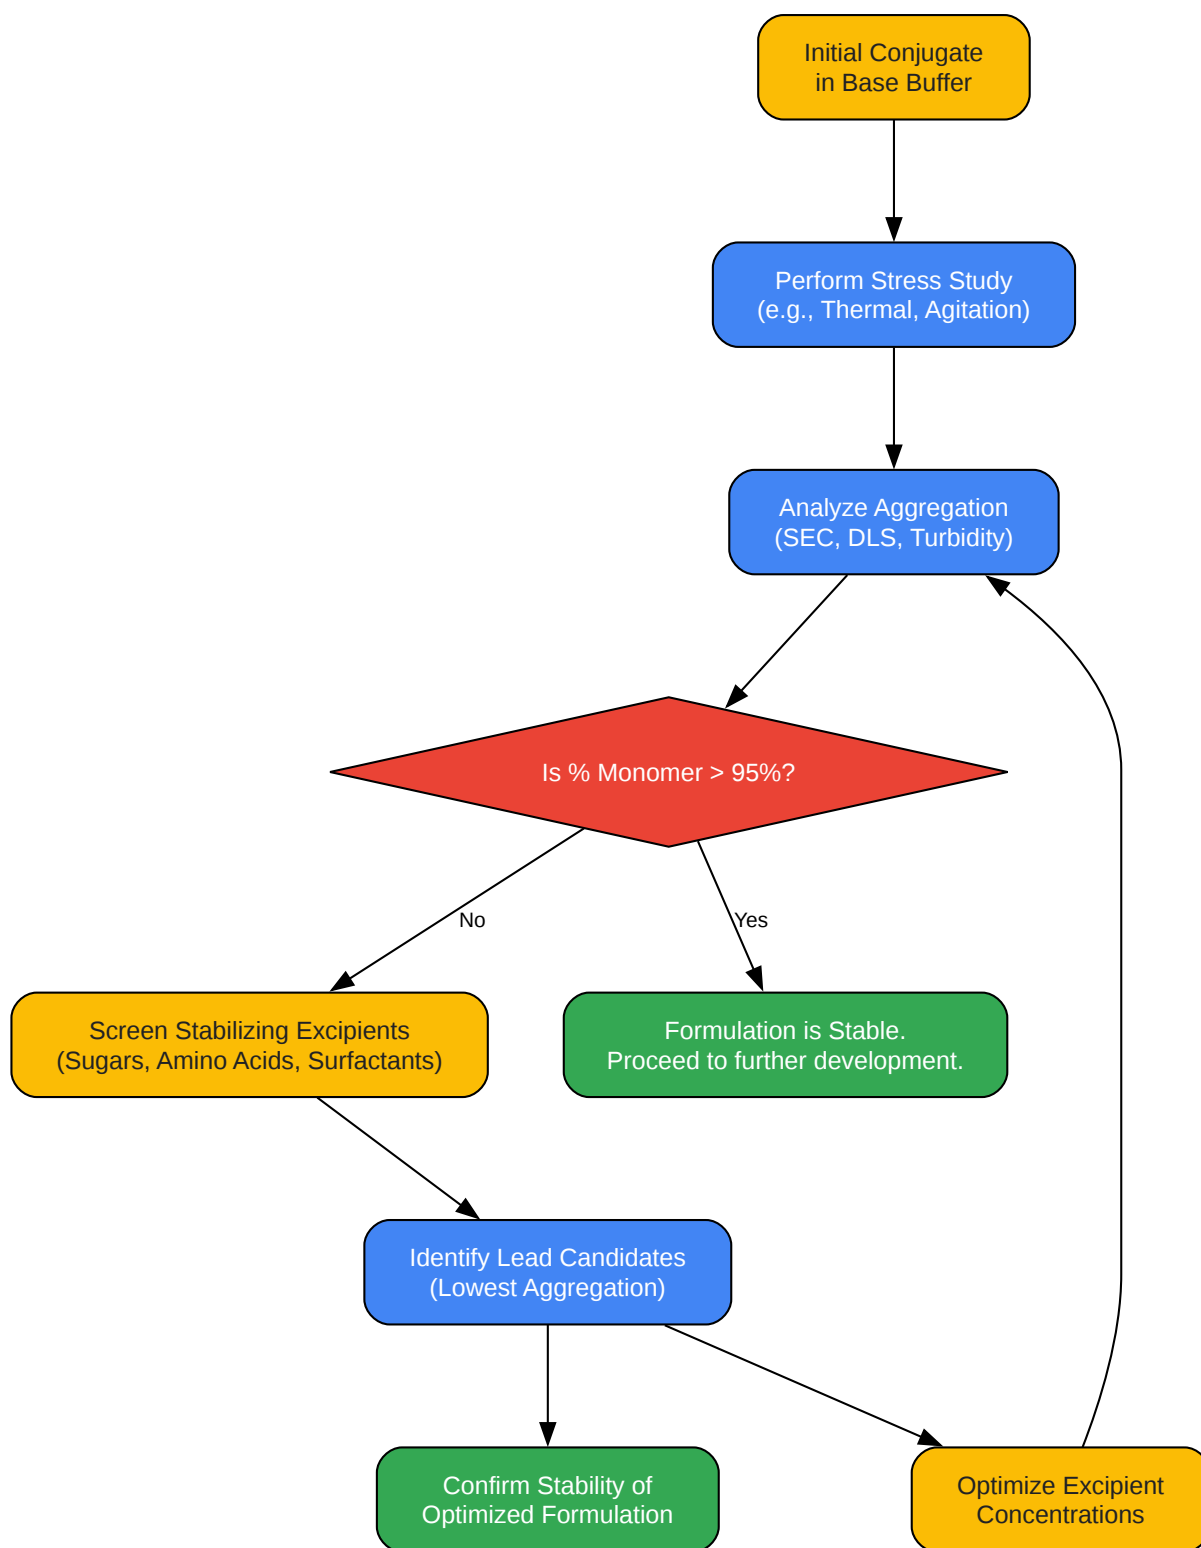 Initial Conjugate
in Base Buffer
Perform Stress Study
(e.g., Thermal, Agitation)
Analyze Aggregation
(SEC, DLS, Turbidity)
Is % Monomer > 95%?
No
Yes
Screen Stabilizing Excipients
(Sugars, Amino Acids, Surfactants)
Formulation is Stable.
Proceed to further development.
Identify Lead Candidates
(Lowest Aggregation)
Confirm Stability of
Optimized Formulation
Optimize Excipient
Concentrations